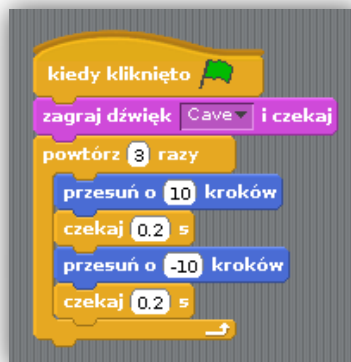 kiedy kliknięto
zagraj dźwięk Cave i czekaj
powtórz 3 razy
przesuń o 10 kroków
czekaj 0.2 s
przesuń o -10 kroków
czekaj 0.2 s